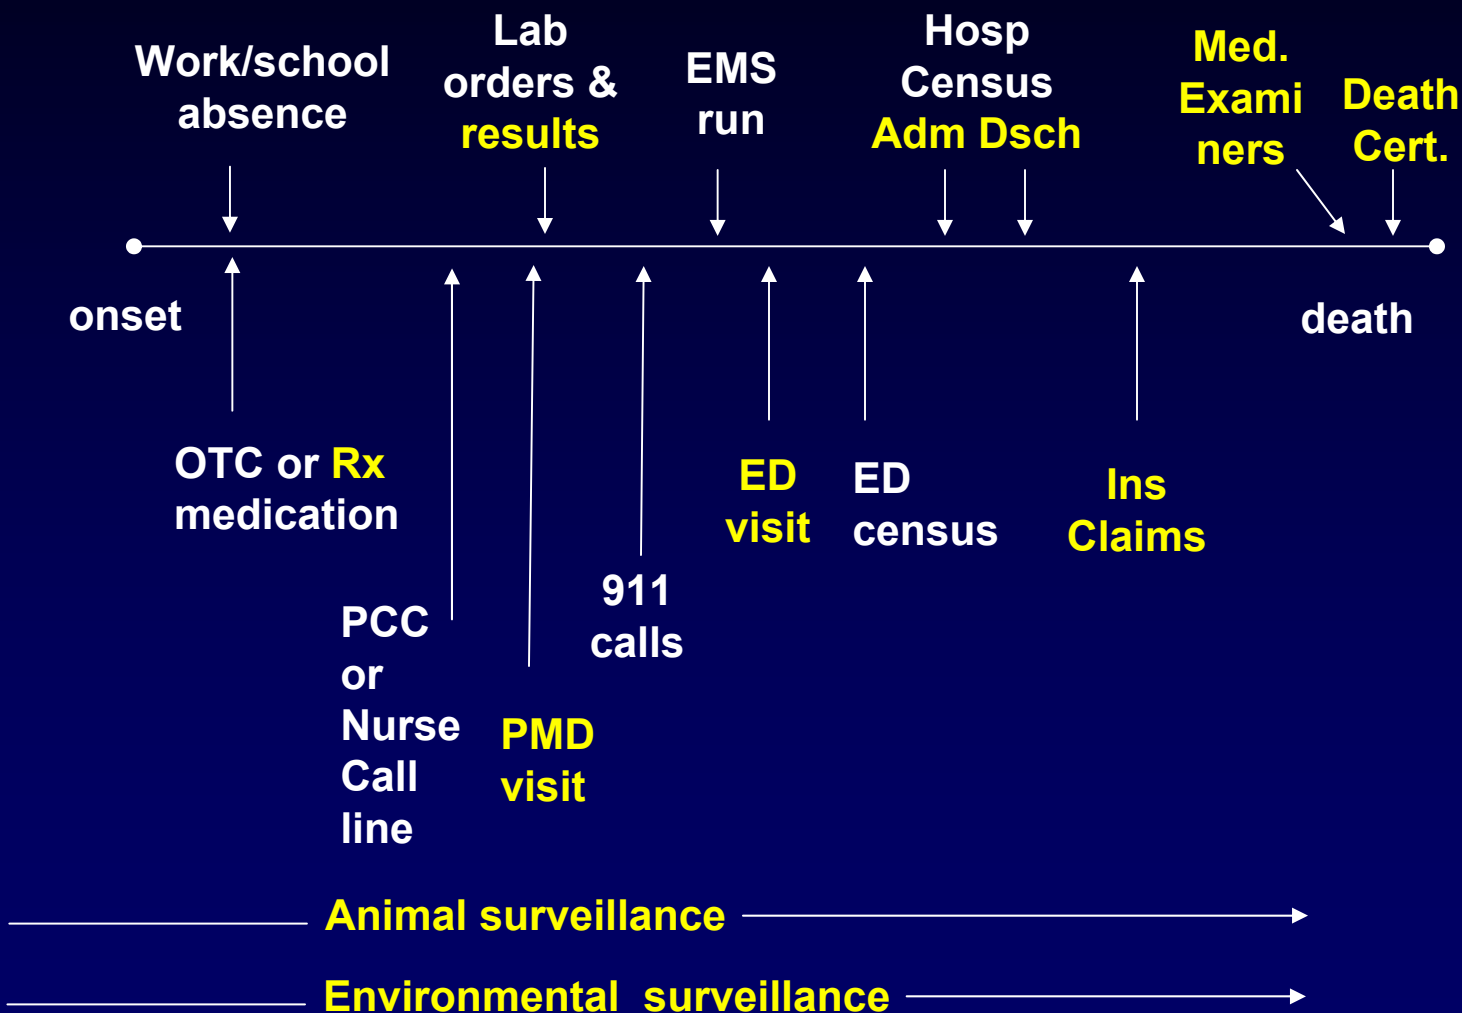 Work/school
absence
Lab
orders &
results
EMS
run
Hosp
Census
Adm Dsch
Med.
Exami
ners
Death
Cert.
onset
death
OTC or Rx
medication
PCC
or
Nurse
Call
line
PMD
visit
911
calls
ED
visit
ED
census
Ins
Claims
Animal surveillance
Environmental surveillance